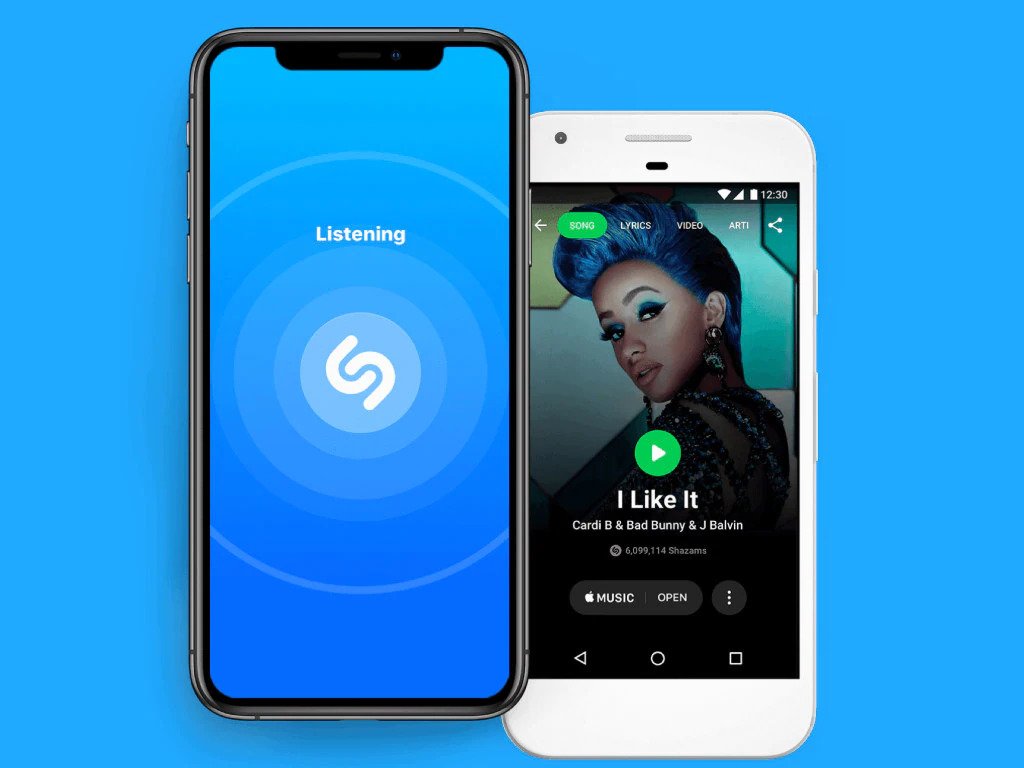 Listening
12:30
SONG LYRICS VIDEO ARTI
I Like It
Cardi B & Bad Bunny & J Balvin
6,099,114 Shazams
MUSIC OPEN